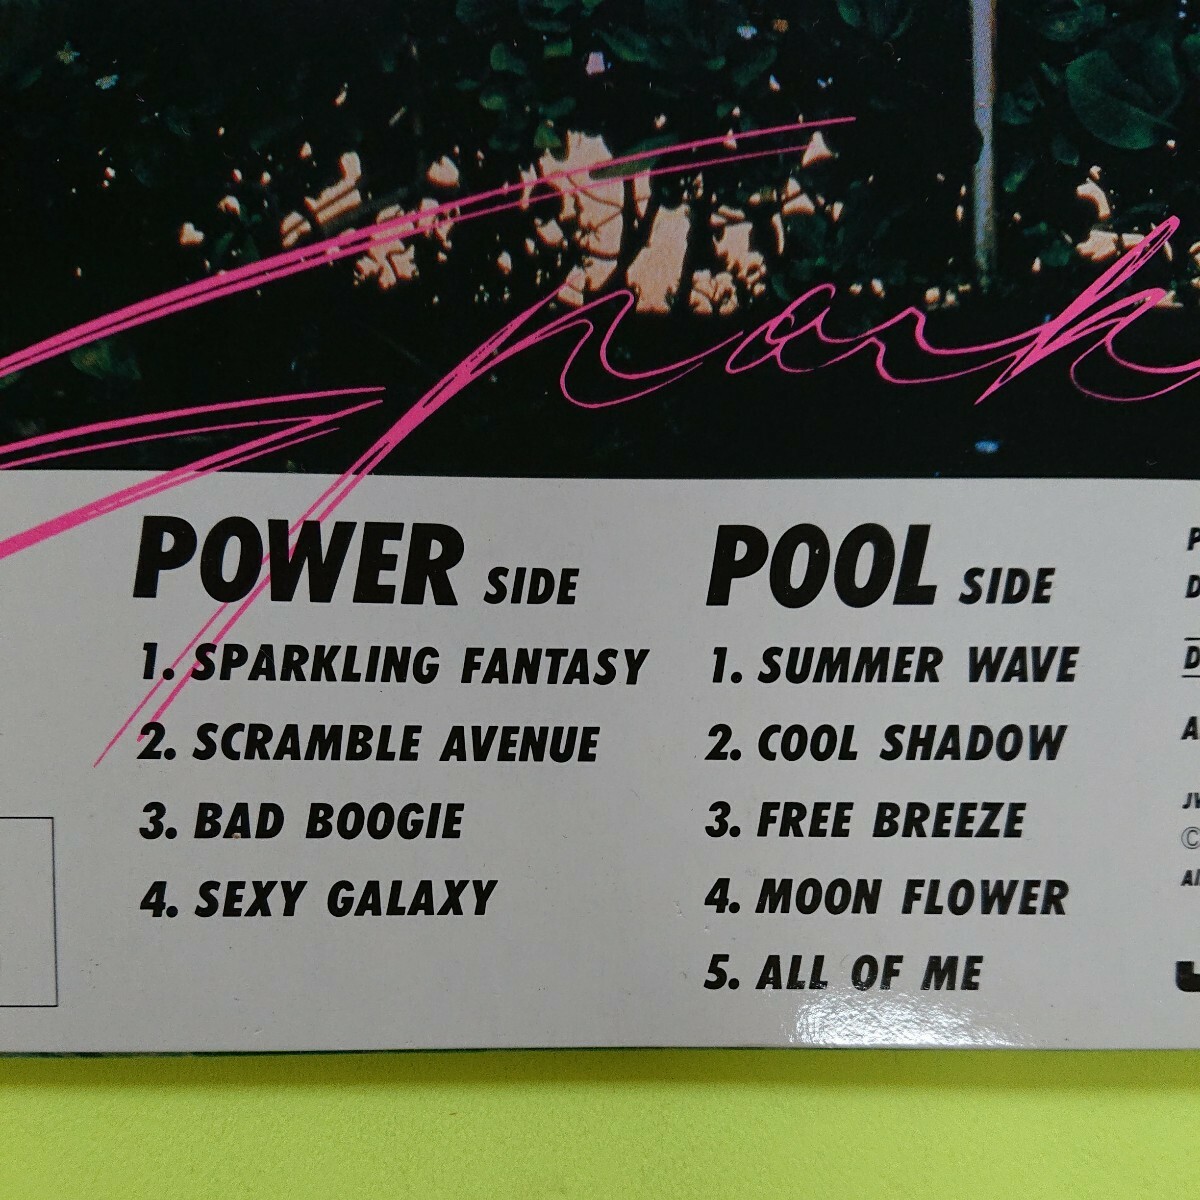 Spark
POWER SIDE
1. SPARKLING FANTASY
2. SCRAMBLE AVENUE
3. BAD BOOGIE
4. SEXY GALAXY
POOL SIDE
1. SUMMER WAVE
2. COOL SHADOW
3. FREE BREEZE
4. MOON FLOWER
5. ALL OF ME
P
D
D
A
©